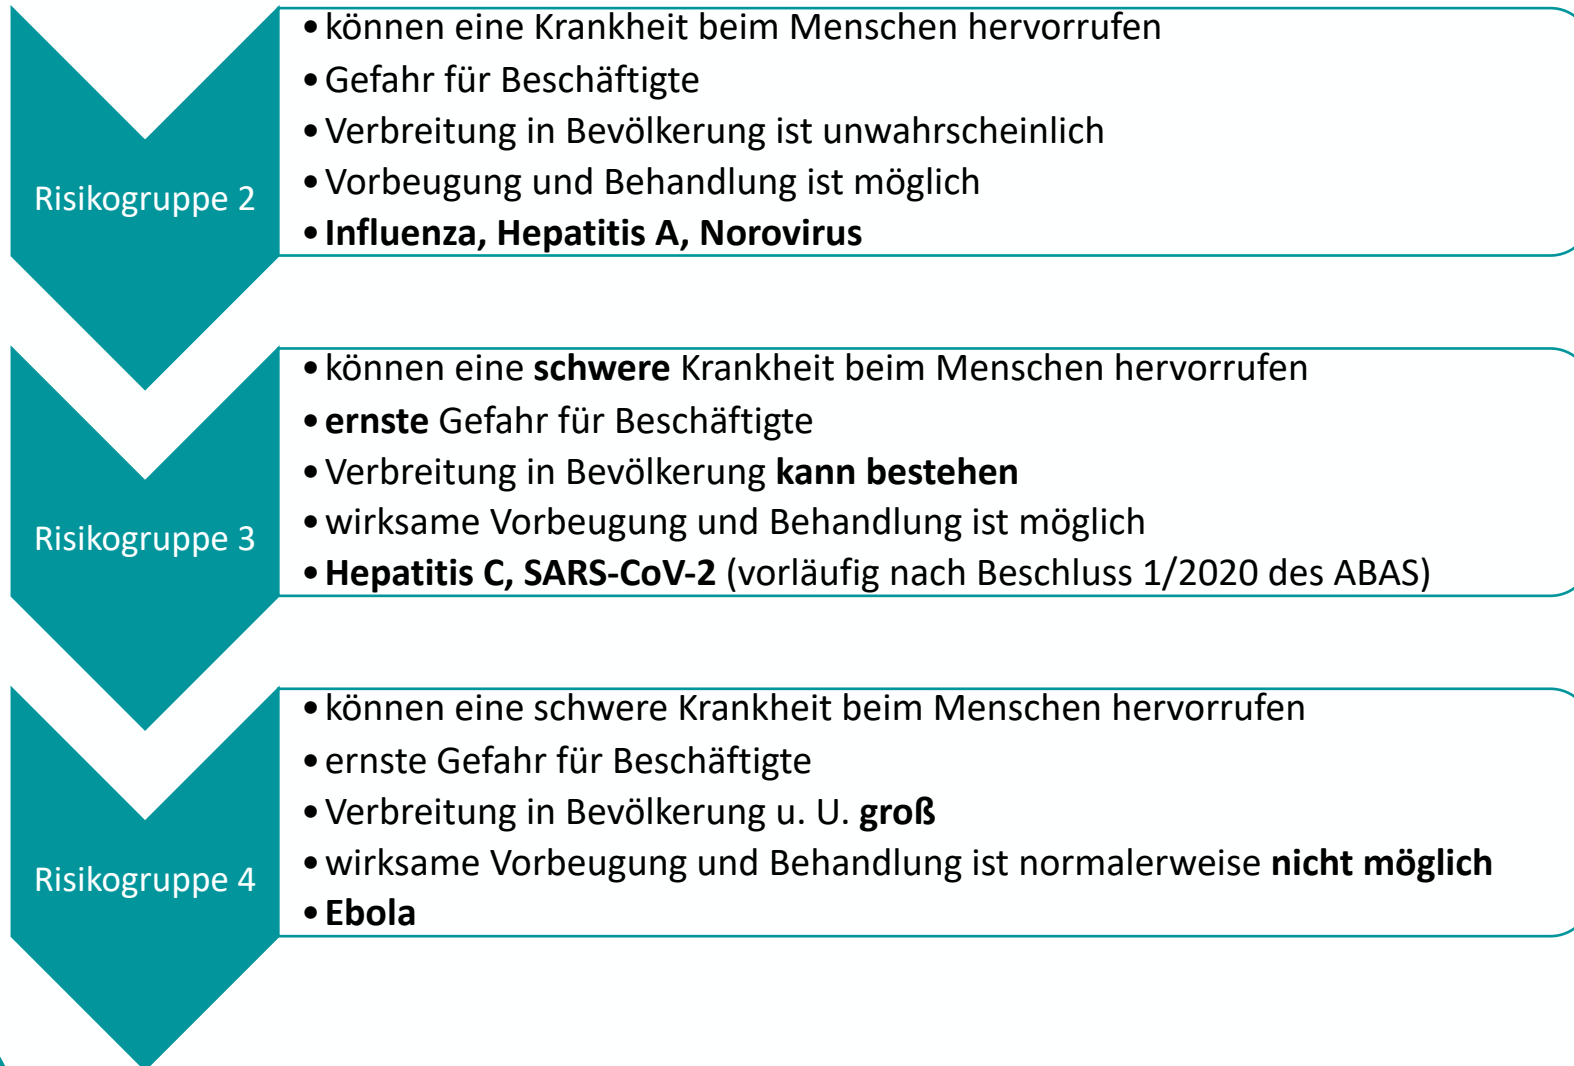 • können eine Krankheit beim Menschen hervorrufen
• Gefahr für Beschäftigte
• Verbreitung in Bevölkerung ist unwahrscheinlich
• Vorbeugung und Behandlung ist möglich
• Influenza, Hepatitis A, Norovirus
Risikogruppe 2
• können eine schwere Krankheit beim Menschen hervorrufen
• ernste Gefahr für Beschäftigte
• Verbreitung in Bevölkerung kann bestehen
• wirksame Vorbeugung und Behandlung ist möglich
• Hepatitis C, SARS-CoV-2 (vorläufig nach Beschluss 1/2020 des ABAS)
Risikogruppe 3
• können eine schwere Krankheit beim Menschen hervorrufen
• ernste Gefahr für Beschäftigte
• Verbreitung in Bevölkerung u. U. groß
• wirksame Vorbeugung und Behandlung ist normalerweise nicht möglich
• Ebola
Risikogruppe 4